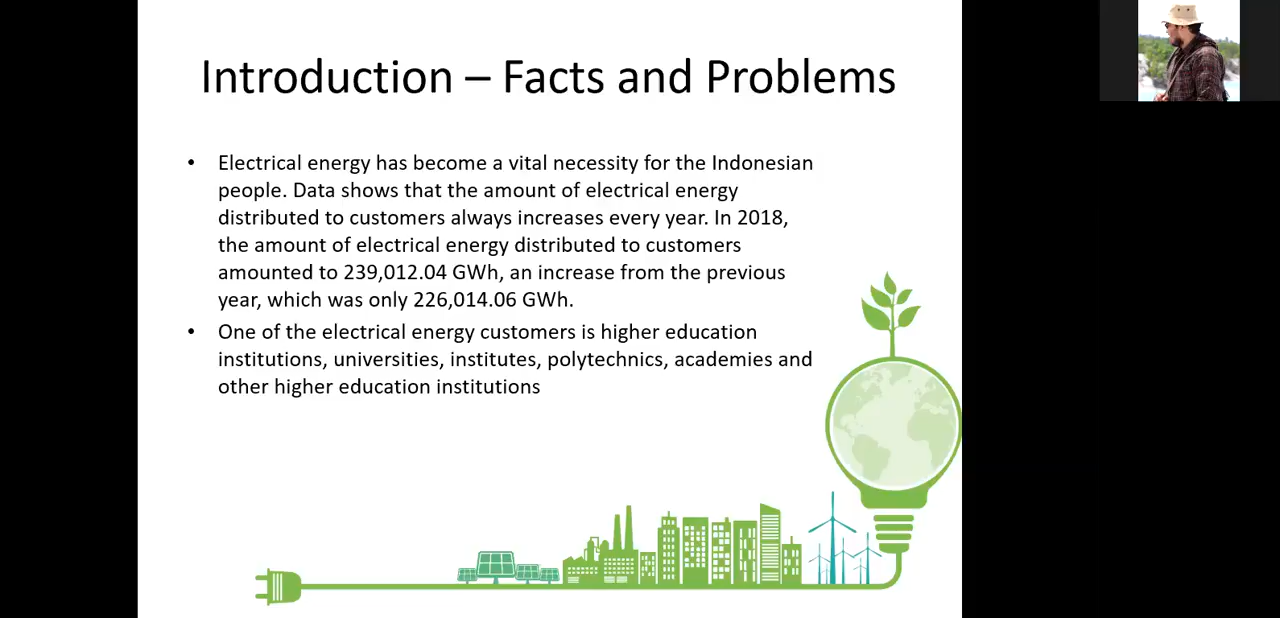 Introduction – Facts and Problems
• Electrical energy has become a vital necessity for the Indonesian
people. Data shows that the amount of electrical energy
distributed to customers always increases every year. In 2018,
the amount of electrical energy distributed to customers
amounted to 239,012.04 GWh, an increase from the previous
year, which was only 226,014.06 GWh.
• One of the electrical energy customers is higher education
institutions, universities, institutes, polytechnics, academies and
other higher education institutions